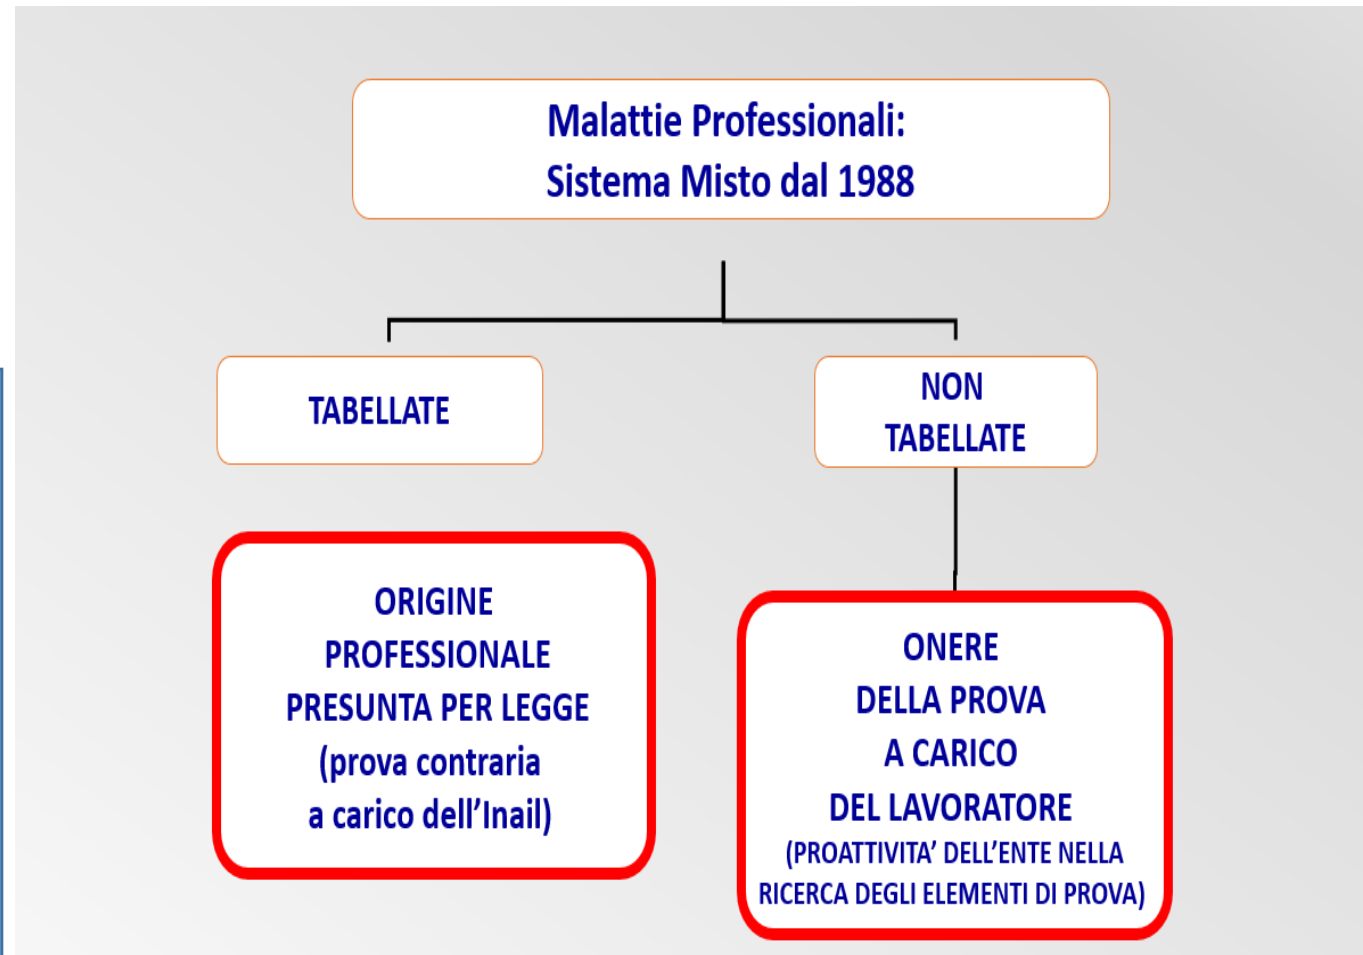 Malattie Professionali:
Sistema Misto dal 1988
TABELLATE
NON
TABELLATE
ORIGINE
PROFESSIONALE
PRESUNTA PER LEGGE
(prova contraria
a carico dell’Inail)
ONERE
DELLA PROVA
A CARICO
DEL LAVORATORE
(PROATTIVITA’ DELL’ENTE NELLA
RICERCA DEGLI ELEMENTI DI PROVA)